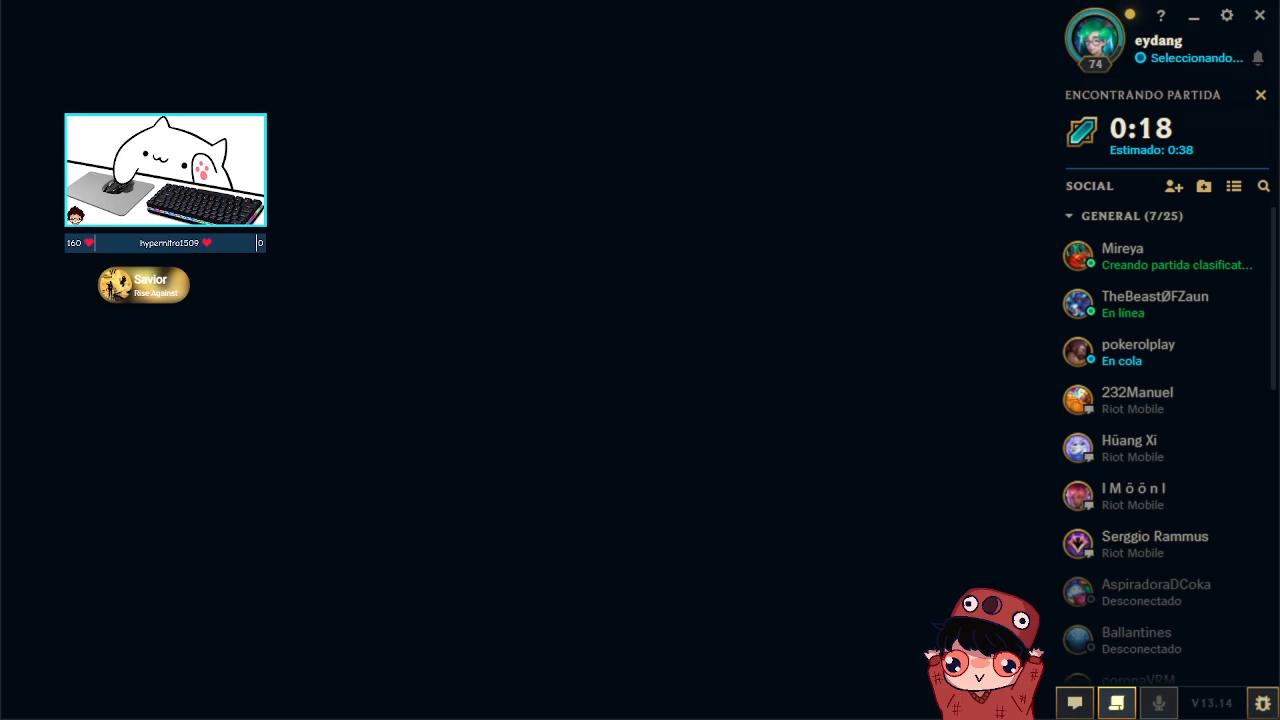 eydang
74
Seleccionando...
ENCONTRANDO PARTIDA
0:18
Estimado: 0:38
160
hypernitro1509
0
Savior
Rise Against
SOCIAL
GENERAL (7/25)
Mireya
Creando partida clasificat...
TheBeastØFZaun
En línea
pokerolplay
En cola
232Manuel
Riot Mobile
Hüang Xi
Riot Mobile
I M ö ö n I
Riot Mobile
Serggio Rammus
Riot Mobile
AspiradoraDCoka
Desconectado
Ballantines
Desconectado
coronaVRM
V13.14